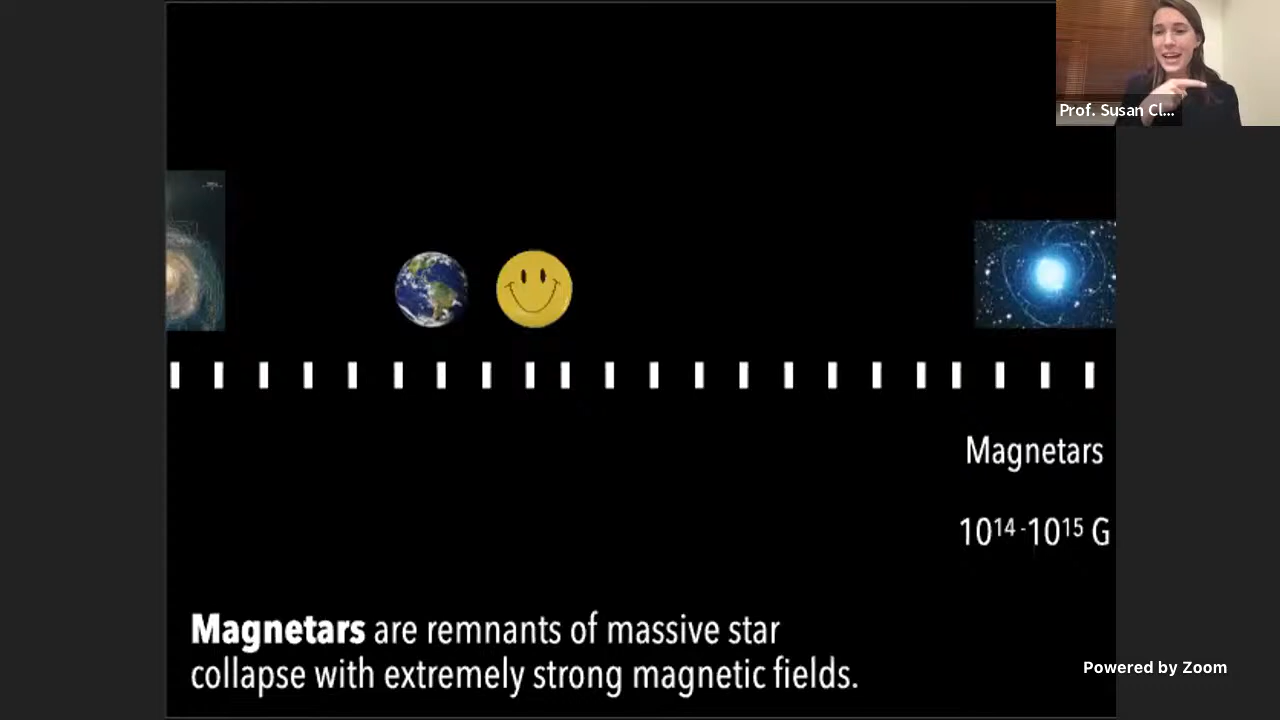 Prof. Susan Cl...
Magnetars
10¹⁴ -10¹⁵ G
Magnetars are remnants of massive star
collapse with extremely strong magnetic fields.
Powered by Zoom